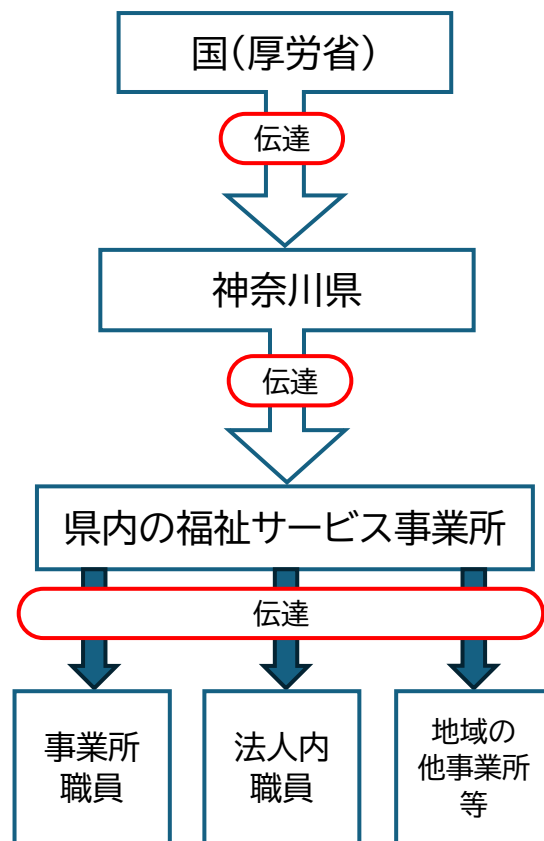 国(厚労省)
伝達
神奈川県
伝達
県内の福祉サービス事業所
伝達
事業所
職員
法人内
職員
地域の
他事業所
等